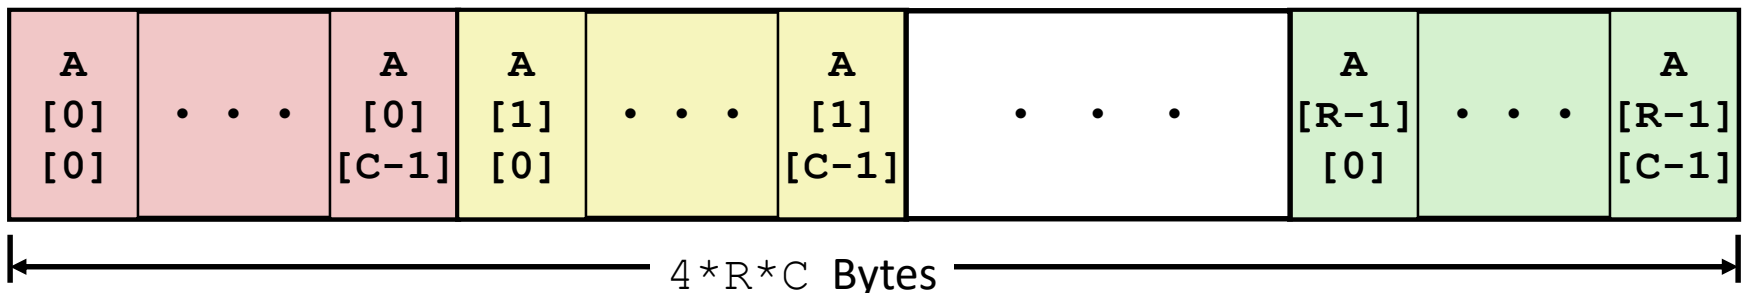 A · · · A A · · · A · · · A · · · A
[0] [0] [1] [1] [R-1] [R-1]
[0] [C-1] [0] [C-1] [0] [C-1]
4*R*C Bytes